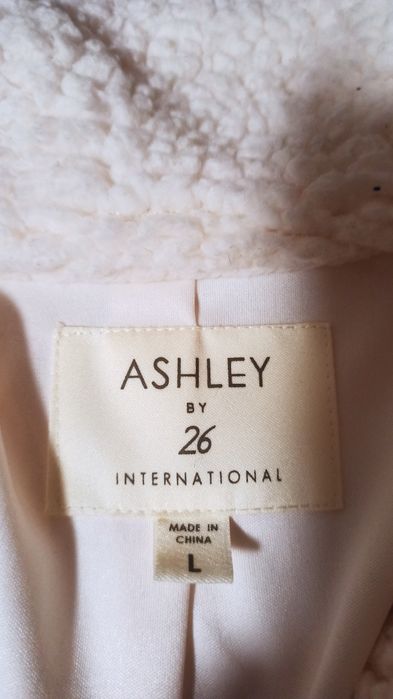 ASHLEY
BY
26
INTERNATIONAL
MADE IN
CHINA
L